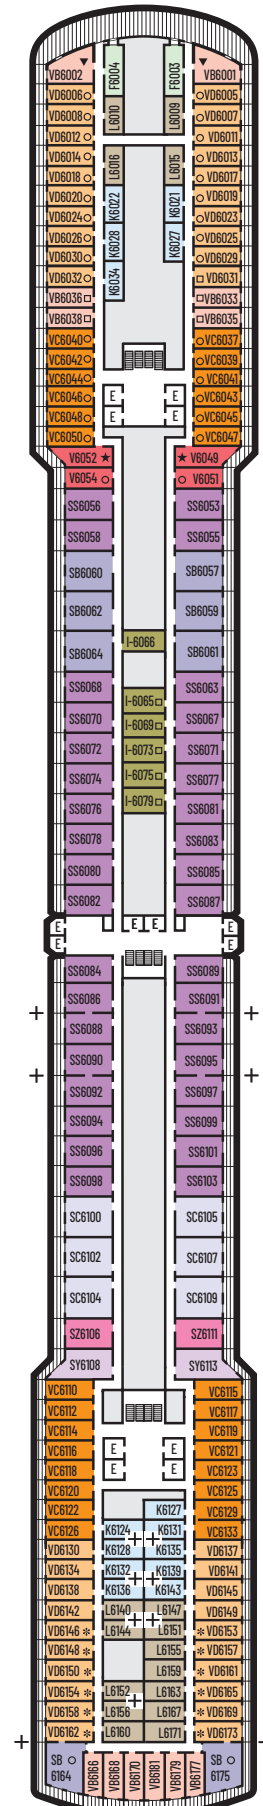 VB6002 F6004 F6003 VB6001
VD6006 L6010 L6009 VD6005
VD6008 VD6007
VD6012 VD6011
VD6014 L6016 L6015 VD6013
VD6018 VD6017
VD6020 K6022 K6021 VD6019
VD6024 VD6023
VD6026 K6028 K6027 VD6025
VD6030 VD6029
VD6032 K6034 VD6031
VB6036 VB6033
VB6038 VB6035
VC6040 VC6037
VC6042 VC6039
VC6044 VC6041
VC6046 E E VC6043
VC6048 E E VC6045
VC6050 VC6047
V6052 ★ ★ V6049
V6054 V6051
SS6056 SS6053
SS6058 SS6055
SB6060 SB6057
SB6062 SB6059
SB6064 I-6066 SB6061
SS6068 I-6065 SS6063
SS6070 I-6069 SS6067
SS6072 I-6073 SS6071
SS6074 I-6075 SS6077
SS6076 I-6079 SS6081
SS6078 SS6083
SS6080 SS6085
SS6082 SS6087
E E E E
E E
SS6084 SS6089
SS6086 SS6091
SS6088 SS6093
SS6090 SS6095
SS6092 SS6097
SS6094 SS6099
SS6096 SS6101
SS6098 SS6103
SC6100 SC6105
SC6102 SC6107
SC6104 SC6109
SZ6106 SZ6111
SY6108 SY6113
VC6110 VC6115
VC6112 VC6117
VC6114 VC6119
VC6116 E E VC6121
VC6118 E E VC6123
VC6120 VC6125
VC6122 K6127 VC6129
VC6126 K6124 K6131 VC6133
VD6130 K6128 K6135 VD6137
VD6134 K6132 K6139 VD6141
VD6138 K6136 K6143 VD6145
VD6142 L6140 L6147 VD6149
VD6146 * L6144 L6151 * VD6153
VD6148 * L6155 * VD6157
VD6150 * L6159 * VD6161
VD6154 * L6152 L6163 * VD6165
VD6158 * L6156 L6167 * VD6169
VD6162 * L6160 L6171 * VD6173
SB 6164 VB6166 VB6168 VB6170 VB6181 VB6179 VB6177 SB 6175